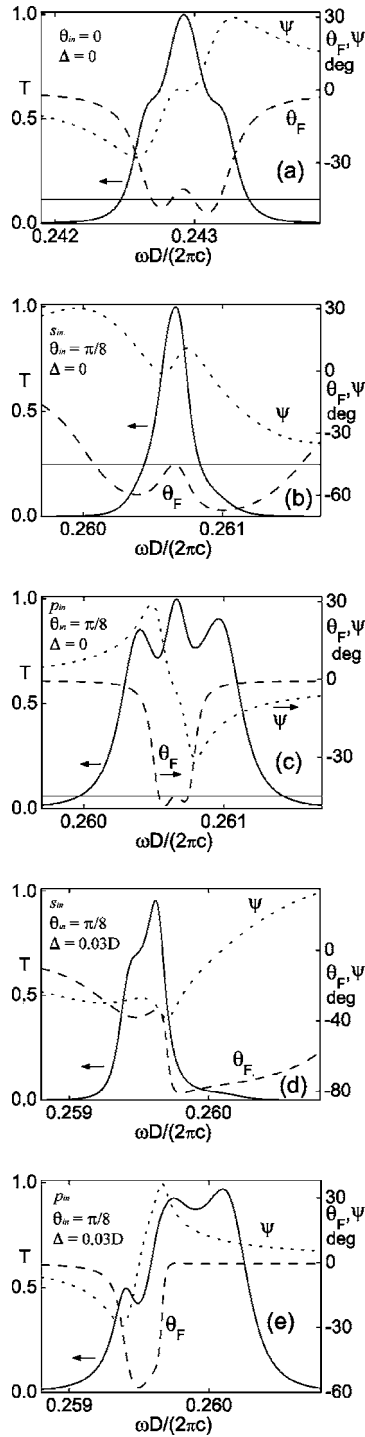 1.0
θin = 0
Δ = 0
T
0.5
0.0
ψ
30
θF,ψ
deg
0
θF
-30
(a)
0.242
0.243
ωD/(2πc)
1.0
sin
θin = π/8
Δ = 0
T
0.5
0.0
30
0
θF,ψ
deg
ψ
-30
θF
-60
(b)
0.260
0.261
ωD/(2πc)
1.0
pin
θin = π/8
Δ = 0
T
0.5
0.0
30
θF,ψ
deg
0
ψ
θF
-30
(c)
0.260
0.261
ωD/(2πc)
1.0
sin
θin = π/8
Δ = 0.03D
T
0.5
0.0
ψ
0
θF,ψ
deg
-40
θF
-80
(d)
0.259
0.260
ωD/(2πc)
1.0
pin
θin = π/8
Δ = 0.03D
T
0.5
0.0
30
θF,ψ
deg
ψ
0
θF
-30
(e)
-60
0.259
0.260
ωD/(2πc)